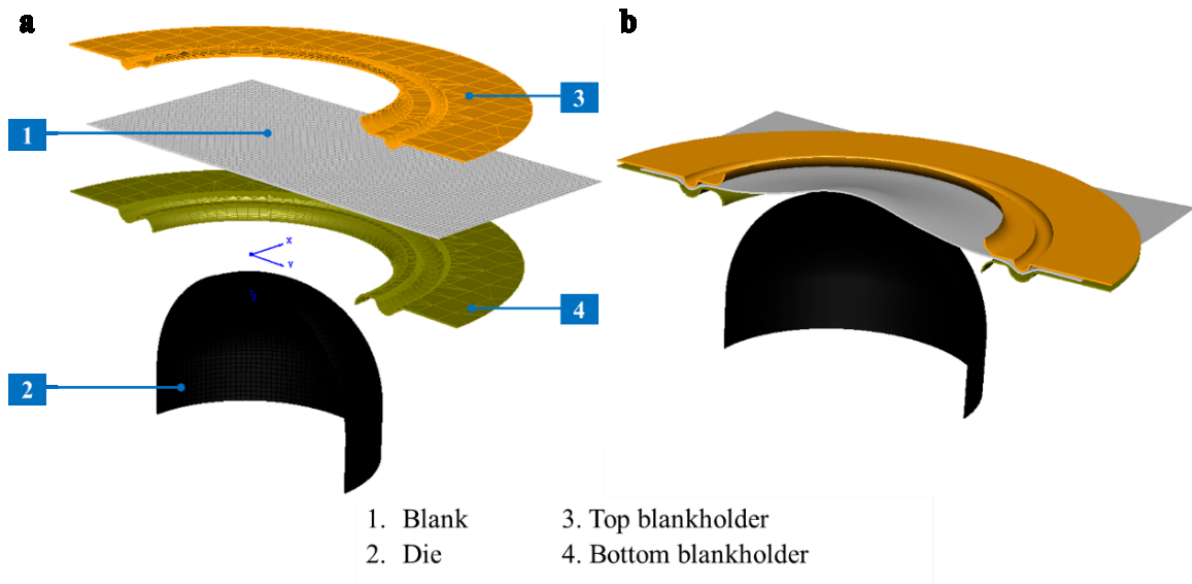 a
b
3
1
X
Y
4
2
1. Blank
2. Die
3. Top blankholder
4. Bottom blankholder